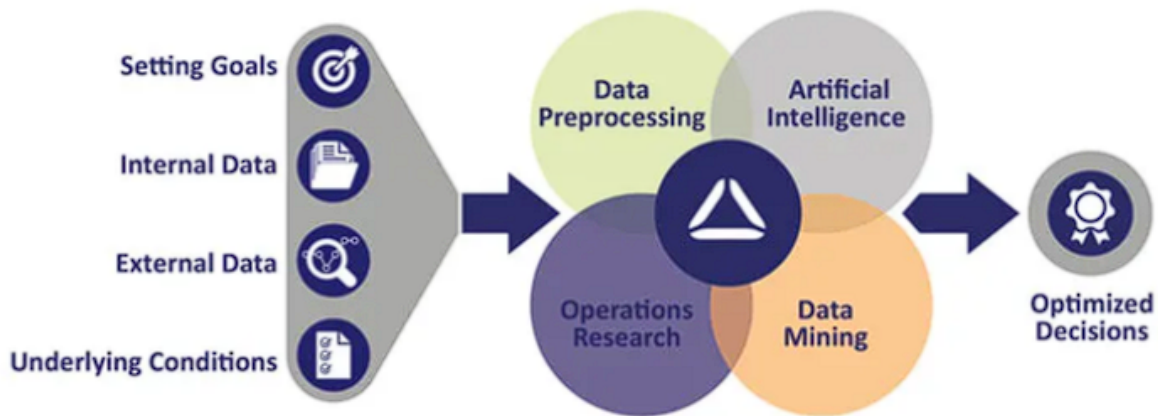 Setting Goals
Internal Data
External Data
Underlying Conditions
Data
Preprocessing
Artificial
Intelligence
Operations
Research
Data
Mining
Optimized
Decisions